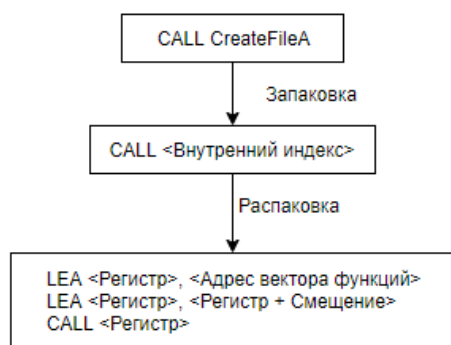 CALL CreateFileA
Запаковка
CALL <Внутренний индекс>
Распаковка
LEA <Регистр>, <Адрес вектора функций>
LEA <Регистр>, <Регистр + Смещение>
CALL <Регистр>